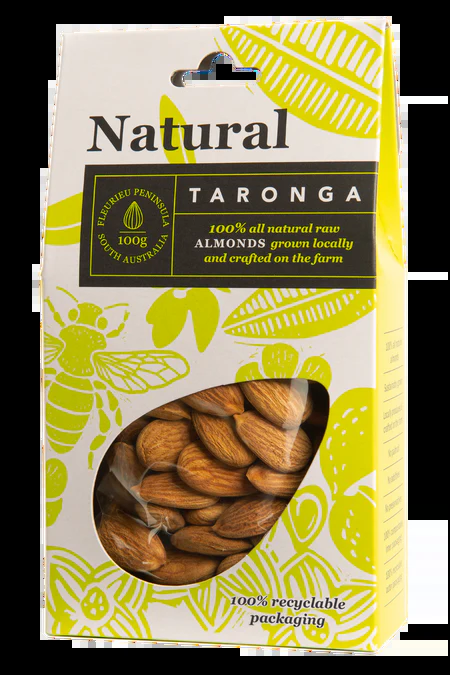 Natural
FLEURIEU PENINSULA
100g
SOUTH AUSTRALIA
TARONGA
100% all natural raw
ALMONDS grown locally
and crafted on the farm
100% recyclable
packaging